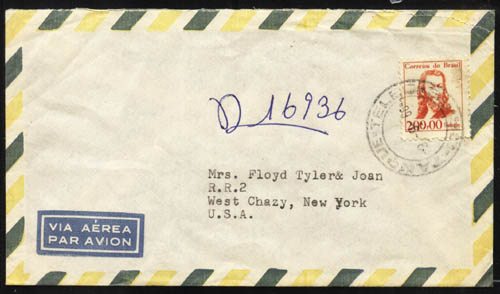 Correios do Brasil
200.00
D 16936
Mrs. Floyd Tyler& Joan
R.R.2
West Chazy, New York
U.S.A.
VIA AÉREA
PAR AVION